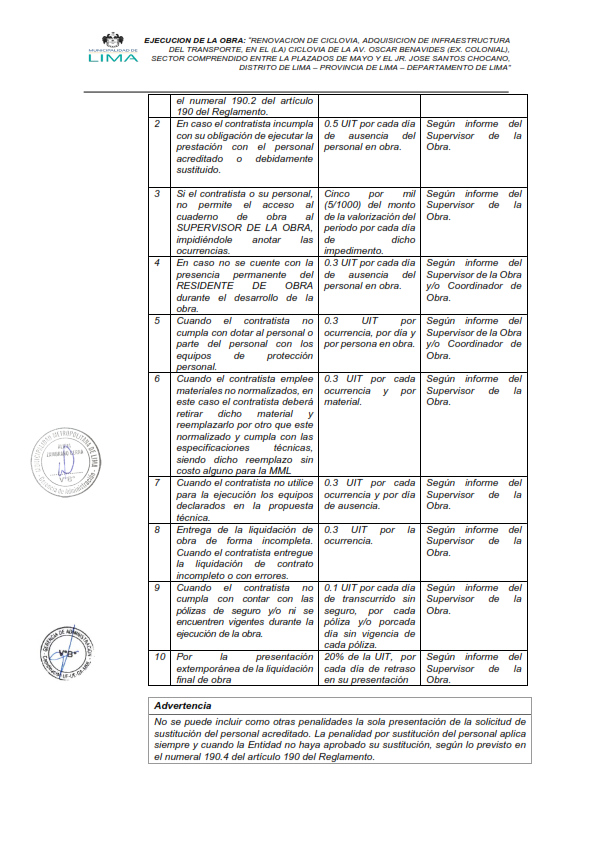 EJECUCION DE LA OBRA: "RENOVACION DE CICLOVIA, ADQUISICION DE INFRAESTRUCTURA
DEL TRANSPORTE, EN EL (LA) CICLOVIA DE LA AV. OSCAR BENAVIDES (EX. COLONIAL),
SECTOR COMPRENDIDO ENTRE LA PLAZADOS DE MAYO Y EL JR. JOSE SANTOS CHOCANO,
DISTRITO DE LIMA – PROVINCIA DE LIMA – DEPARTAMENTO DE LIMA"
MUNICIPALIDAD DE
LIMA
el numeral 190.2 del artículo
190 del Reglamento.
2 En caso el contratista incumpla 0.5 UIT por cada día Según informe del
con su obligación de ejecutar la de ausencia del Supervisor de la
prestación con el personal personal en obra. Obra.
acreditado o debidamente
sustituido.
3 Si el contratista o su personal, Cinco por mil Según informe del
no permite el acceso al (5/1000) del monto Supervisor de la
cuaderno de obra al de la valorización del Obra.
SUPERVISOR DE LA OBRA, periodo por cada día
impidiéndole anotar las de dicho
ocurrencias. impedimento.
4 En caso no se cuente con la 0.3 UIT por cada día Según informe del
presencia permanente del de ausencia del Supervisor de la Obra
RESIDENTE DE OBRA personal en obra. y/o Coordinador de
durante el desarrollo de la Obra.
obra.
5 Cuando el contratista no 0.3 UIT por Según informe del
cumpla con dotar al personal o ocurrencia, por día y Supervisor de la Obra
parte del personal con los por persona en obra. y/o Coordinador de
equipos de protección Obra.
personal.
6 Cuando el contratista emplee 0.3 UIT por cada Según informe del
materiales no normalizados, en ocurrencia y por Supervisor de la
este caso el contratista deberá material. Obra.
retirar dicho material y
reemplazarlo por otro que este
normalizado y cumpla con las
especificaciones técnicas,
siendo dicho reemplazo sin
costo alguno para la MML
7 Cuando el contratista no utilice 0.3 UIT por cada Según informe del
para la ejecución los equipos ocurrencia y por día Supervisor de la
declarados en la propuesta de ausencia. Obra.
técnica.
8 Entrega de la liquidación de 0.3 UIT por la Según informe del
obra de forma incompleta. ocurrencia. Supervisor de la
Cuando el contratista entregue Obra.
la liquidación de contrato
incompleto o con errores.
9 Cuando el contratista no 0.1 UIT por cada día Según informe del
cumpla con contar con las de transcurrido sin Supervisor de la
pólizas de seguro y/o ni se seguro, por cada Obra.
encuentren vigentes durante la póliza y/o porcada
ejecución de la obra. día sin vigencia de
cada póliza.
10 Por la presentación 20% de la UIT, por Según informe del
extemporánea de la liquidación cada día de retraso Supervisor de la
final de obra en su presentación Obra.
Advertencia
No se puede incluir como otras penalidades la sola presentación de la solicitud de
sustitución del personal acreditado. La penalidad por sustitución del personal aplica
siempre y cuando la Entidad no haya aprobado su sustitución, según lo previsto en
el numeral 190.4 del artículo 190 del Reglamento.
METROPOLITANA DE LIMA
V°B°
GERENCIA DE ADMINISTRACION
V°B°